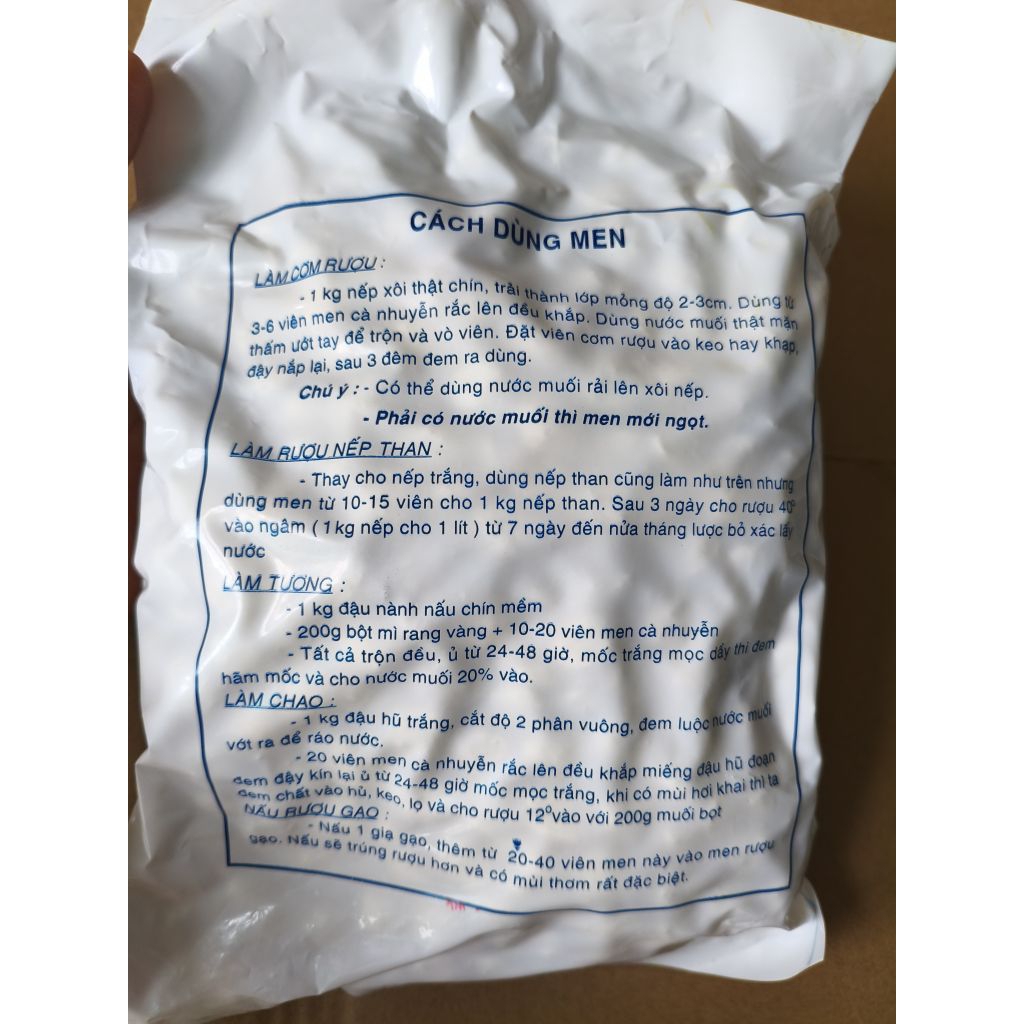 CÁCH DÙNG MEN
LÀM CƠM RƯỢU :
- 1 kg nếp xôi thật chín, trải thành lớp mỏng độ 2-3cm. Dùng từ
3-6 viên men cà nhuyễn rắc lên đều khắp. Dùng nước muối thật mặn
thấm ướt tay để trộn và vò viên. Đặt viên cơm rượu vào keo hay khạp,
đậy nắp lại, sau 3 đêm đem ra dùng.
Chú ý : - Có thể dùng nước muối rải lên xôi nếp.
- Phải có nước muối thì men mới ngọt.
LÀM RƯỢU NẾP THAN :
- Thay cho nếp trắng, dùng nếp than cũng làm như trên nhưng
dùng men từ 10-15 viên cho 1 kg nếp than. Sau 3 ngày cho rượu 40º
vào ngâm ( 1kg nếp cho 1 lít ) từ 7 ngày đến nửa tháng lược bỏ xác lấy
nước
LÀM TƯƠNG :
- 1 kg đậu nành nấu chín mềm
- 200g bột mì rang vàng + 10-20 viên men cà nhuyễn
- Tất cả trộn đều, ủ từ 24-48 giờ, mốc trắng mọc dầy thi đem
hãm mốc và cho nước muối 20% vào.
LÀM CHAO :
- 1 kg đậu hũ trắng, cắt độ 2 phân vuông, đem luộc nước muối
vớt ra để ráo nước.
- 20 viên men cà nhuyễn rắc lên đều khắp miếng đậu hũ đoạn
đem đậy kín lại ủ từ 24-48 giờ mốc mọc trắng, khi có mùi hơi khai thì ta
đem chất vào hủ, keo, lọ và cho rượu 12º vào với 200g muối bọt
NẤU RƯỢU GẠO :
- Nấu 1 giạ gạo, thêm từ 20-40 viên men này vào men rượu
gạo. Nấu sẽ trúng rượu hơn và có mùi thơm rất đặc biệt.